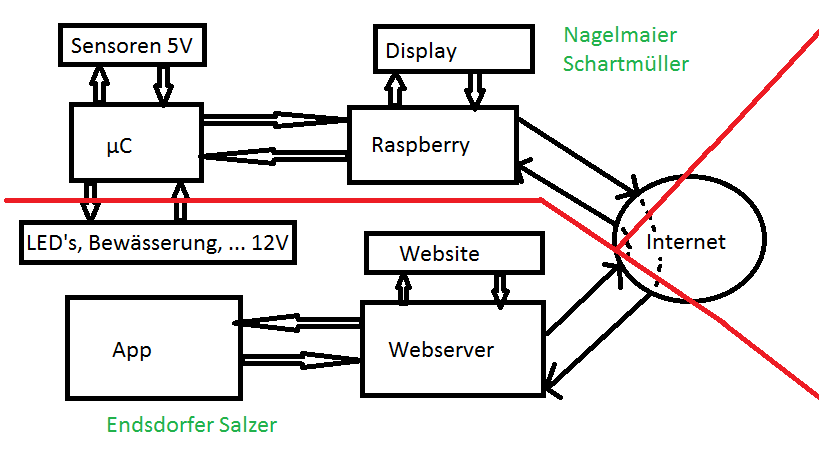 Sensoren 5V
Display
Nagelmaier
Schartmüller
µC
Raspberry
LED's, Bewässerung, ... 12V
Internet
Website
App
Webserver
Endsdorfer Salzer